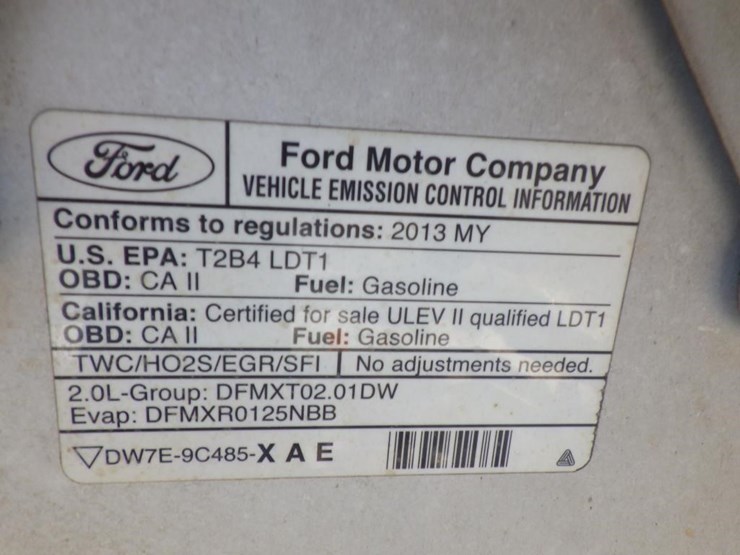 Ford
Ford Motor Company
VEHICLE EMISSION CONTROL INFORMATION
Conforms to regulations: 2013 MY
U.S. EPA: T2B4 LDT1
OBD: CA II Fuel: Gasoline
California: Certified for sale ULEV II qualified LDT1
OBD: CA II Fuel: Gasoline
TWC/HO2S/EGR/SFI No adjustments needed.
2.0L-Group: DFMXT02.01DW
Evap: DFMXR0125NBB
DW7E-9C485-X A E